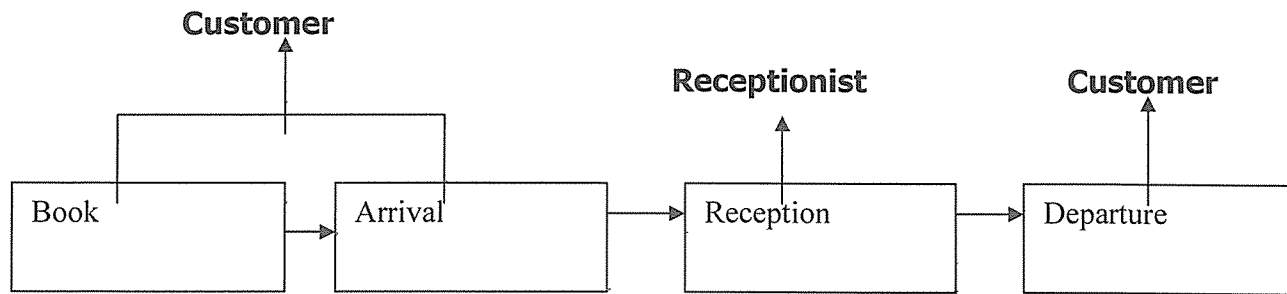 Customer
Receptionist
Customer
Book
Arrival
Reception
Departure